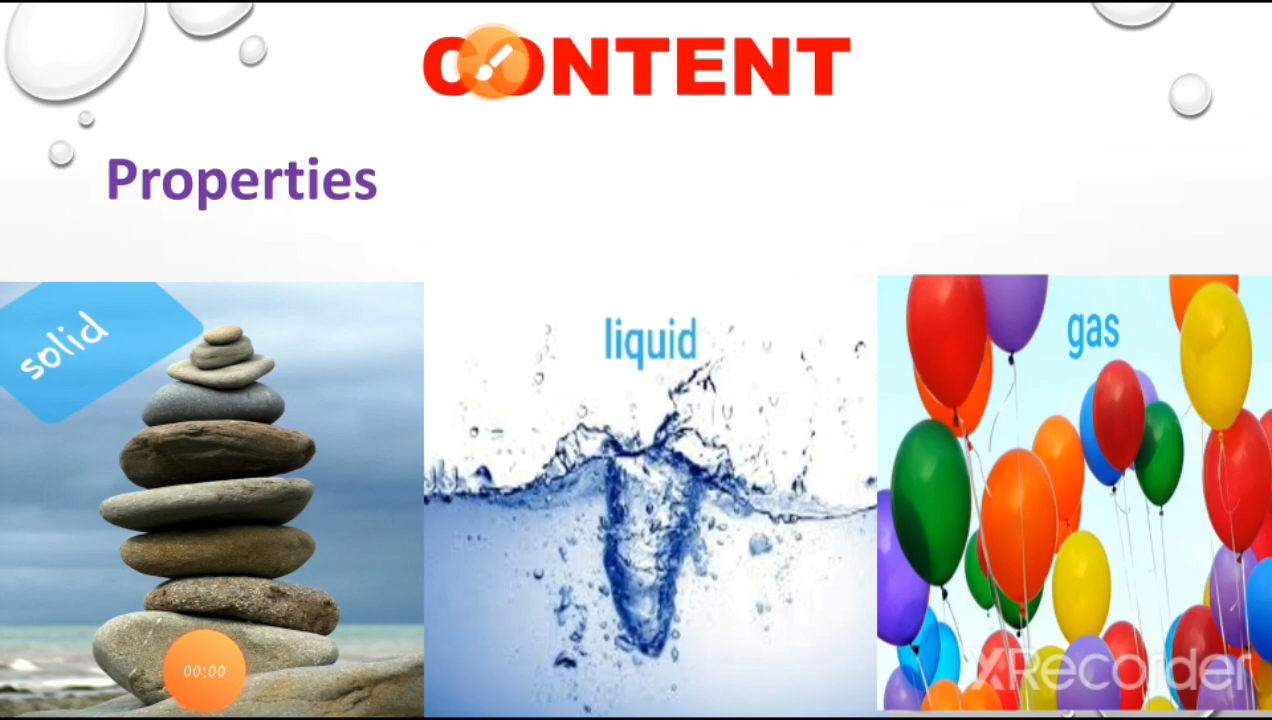 CONTENT
Properties
solid
liquid
gas
00:00
XRecorder